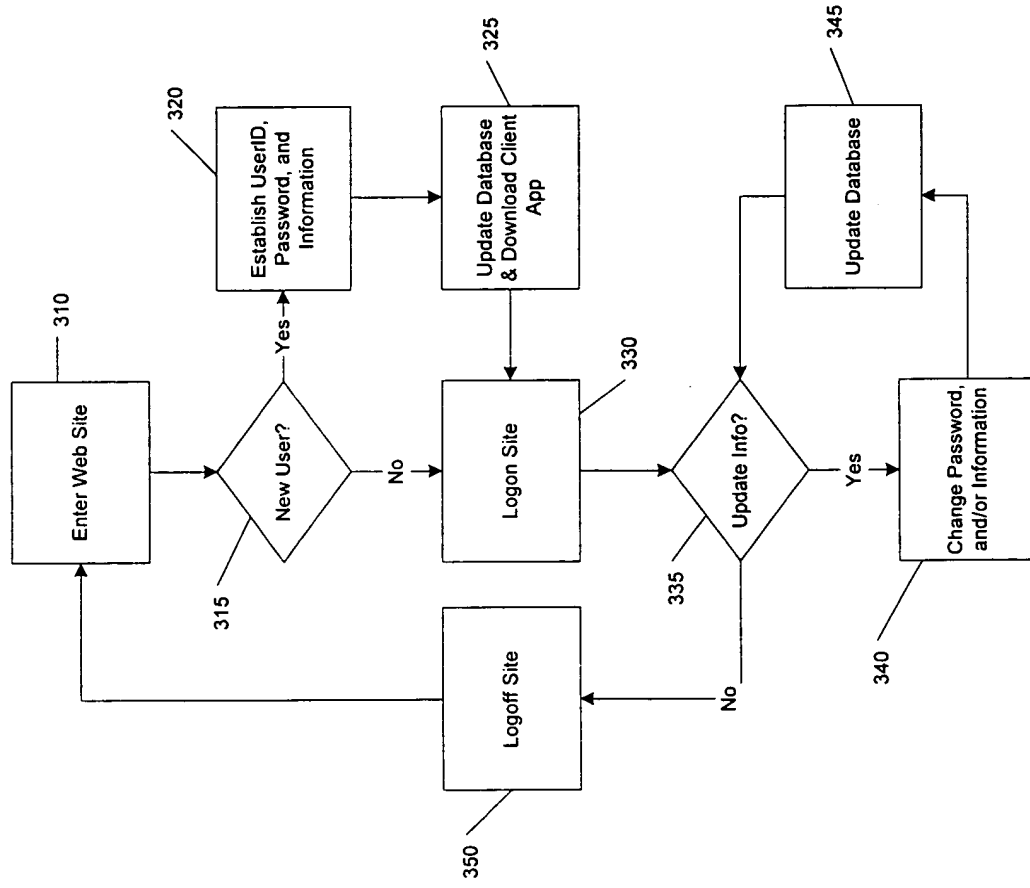 310
Enter Web Site
315
New User?
Yes
No
320
Establish UserID,
Password, and
Information
325
Update Database
& Download Client
App
330
Logon Site
335
Update Info?
Yes
No
340
Change Password,
and/or Information
345
Update Database
350
Logoff Site